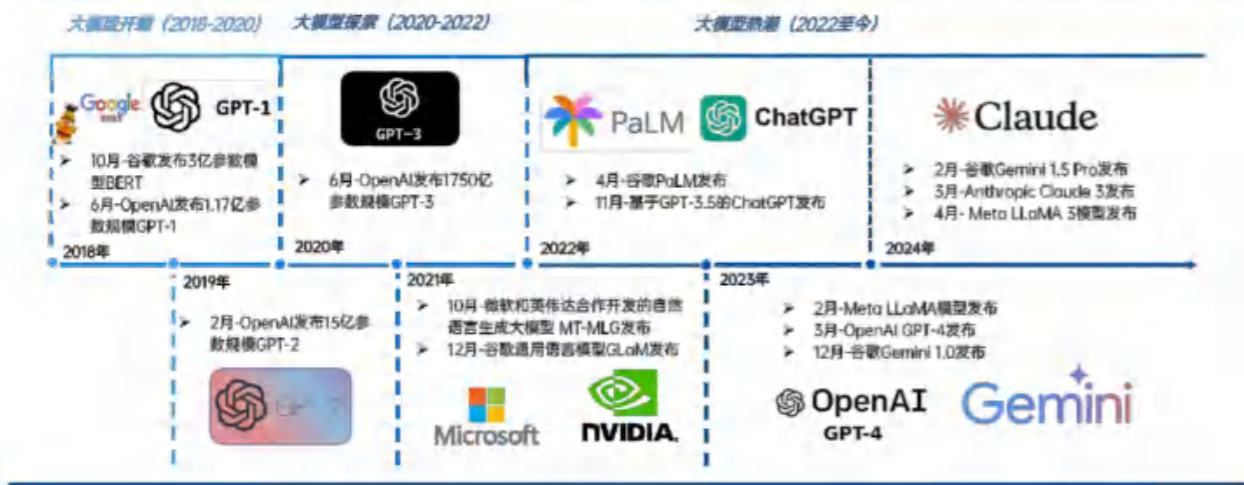 大模型开端（2018-2020）
大模型探索（2020-2022）
大模型热潮（2022至今）
Google
GPT-1
10月-谷歌发布3亿参数模
型BERT
6月-OpenAI发布1.17亿参
数规模GPT-1
2018年
GPT-3
6月-OpenAI发布1750亿
参数规模GPT-3
2020年
PaLM
ChatGPT
4月-谷歌PaLM发布
11月-基于GPT-3.5的ChatGPT发布
2022年
Claude
2月-谷歌Gemini 1.5 Pro发布
3月-Anthropic Claude 3发布
4月- Meta LLaMA 3模型发布
2024年
2019年
2月-OpenAI发布15亿参
数规模GPT-2
2021年
10月-微软和英伟达合作开发的自然
语言生成大模型 MT-MLG发布
12月-谷歌通用语言模型GLaM发布
Microsoft
NVIDIA.
2023年
2月-Meta LLaMA模型发布
3月-OpenAI GPT-4发布
12月-谷歌Gemini 1.0发布
OpenAI
GPT-4
Gemini